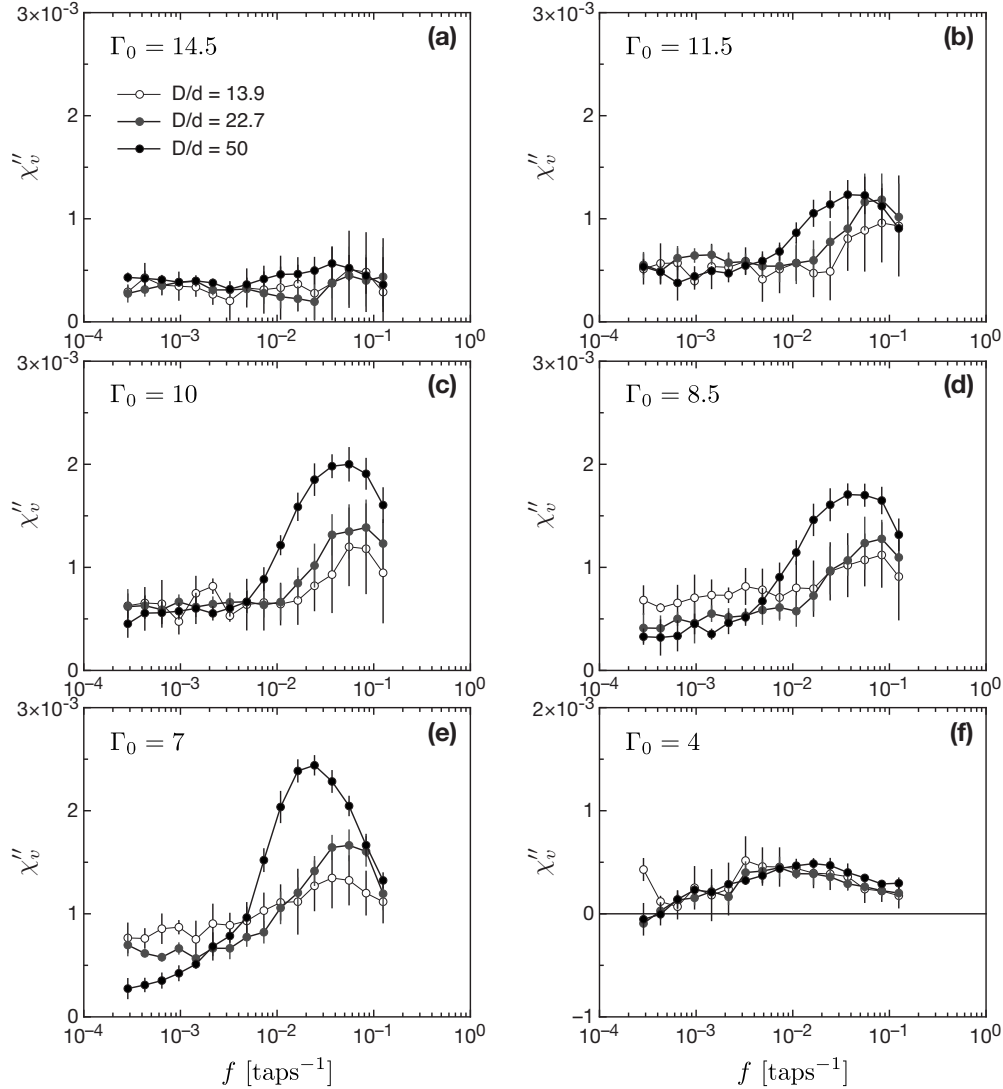 3×10⁻³
(a)
Γ₀ = 14.5
D/d = 13.9
D/d = 22.7
D/d = 50
2
1
0
χ″ᵥ
10⁻⁴ 10⁻³ 10⁻² 10⁻¹ 10⁰
3×10⁻³
(b)
Γ₀ = 11.5
2
1
0
χ″ᵥ
10⁻⁴ 10⁻³ 10⁻² 10⁻¹ 10⁰
3×10⁻³
(c)
Γ₀ = 10
2
1
0
χ″ᵥ
10⁻⁴ 10⁻³ 10⁻² 10⁻¹ 10⁰
3×10⁻³
(d)
Γ₀ = 8.5
2
1
0
χ″ᵥ
10⁻⁴ 10⁻³ 10⁻² 10⁻¹ 10⁰
3×10⁻³
(e)
Γ₀ = 7
2
1
0
χ″ᵥ
10⁻⁴ 10⁻³ 10⁻² 10⁻¹ 10⁰
f [taps⁻¹]
2×10⁻³
(f)
Γ₀ = 4
1
0
−1
χ″ᵥ
10⁻⁴ 10⁻³ 10⁻² 10⁻¹ 10⁰
f [taps⁻¹]